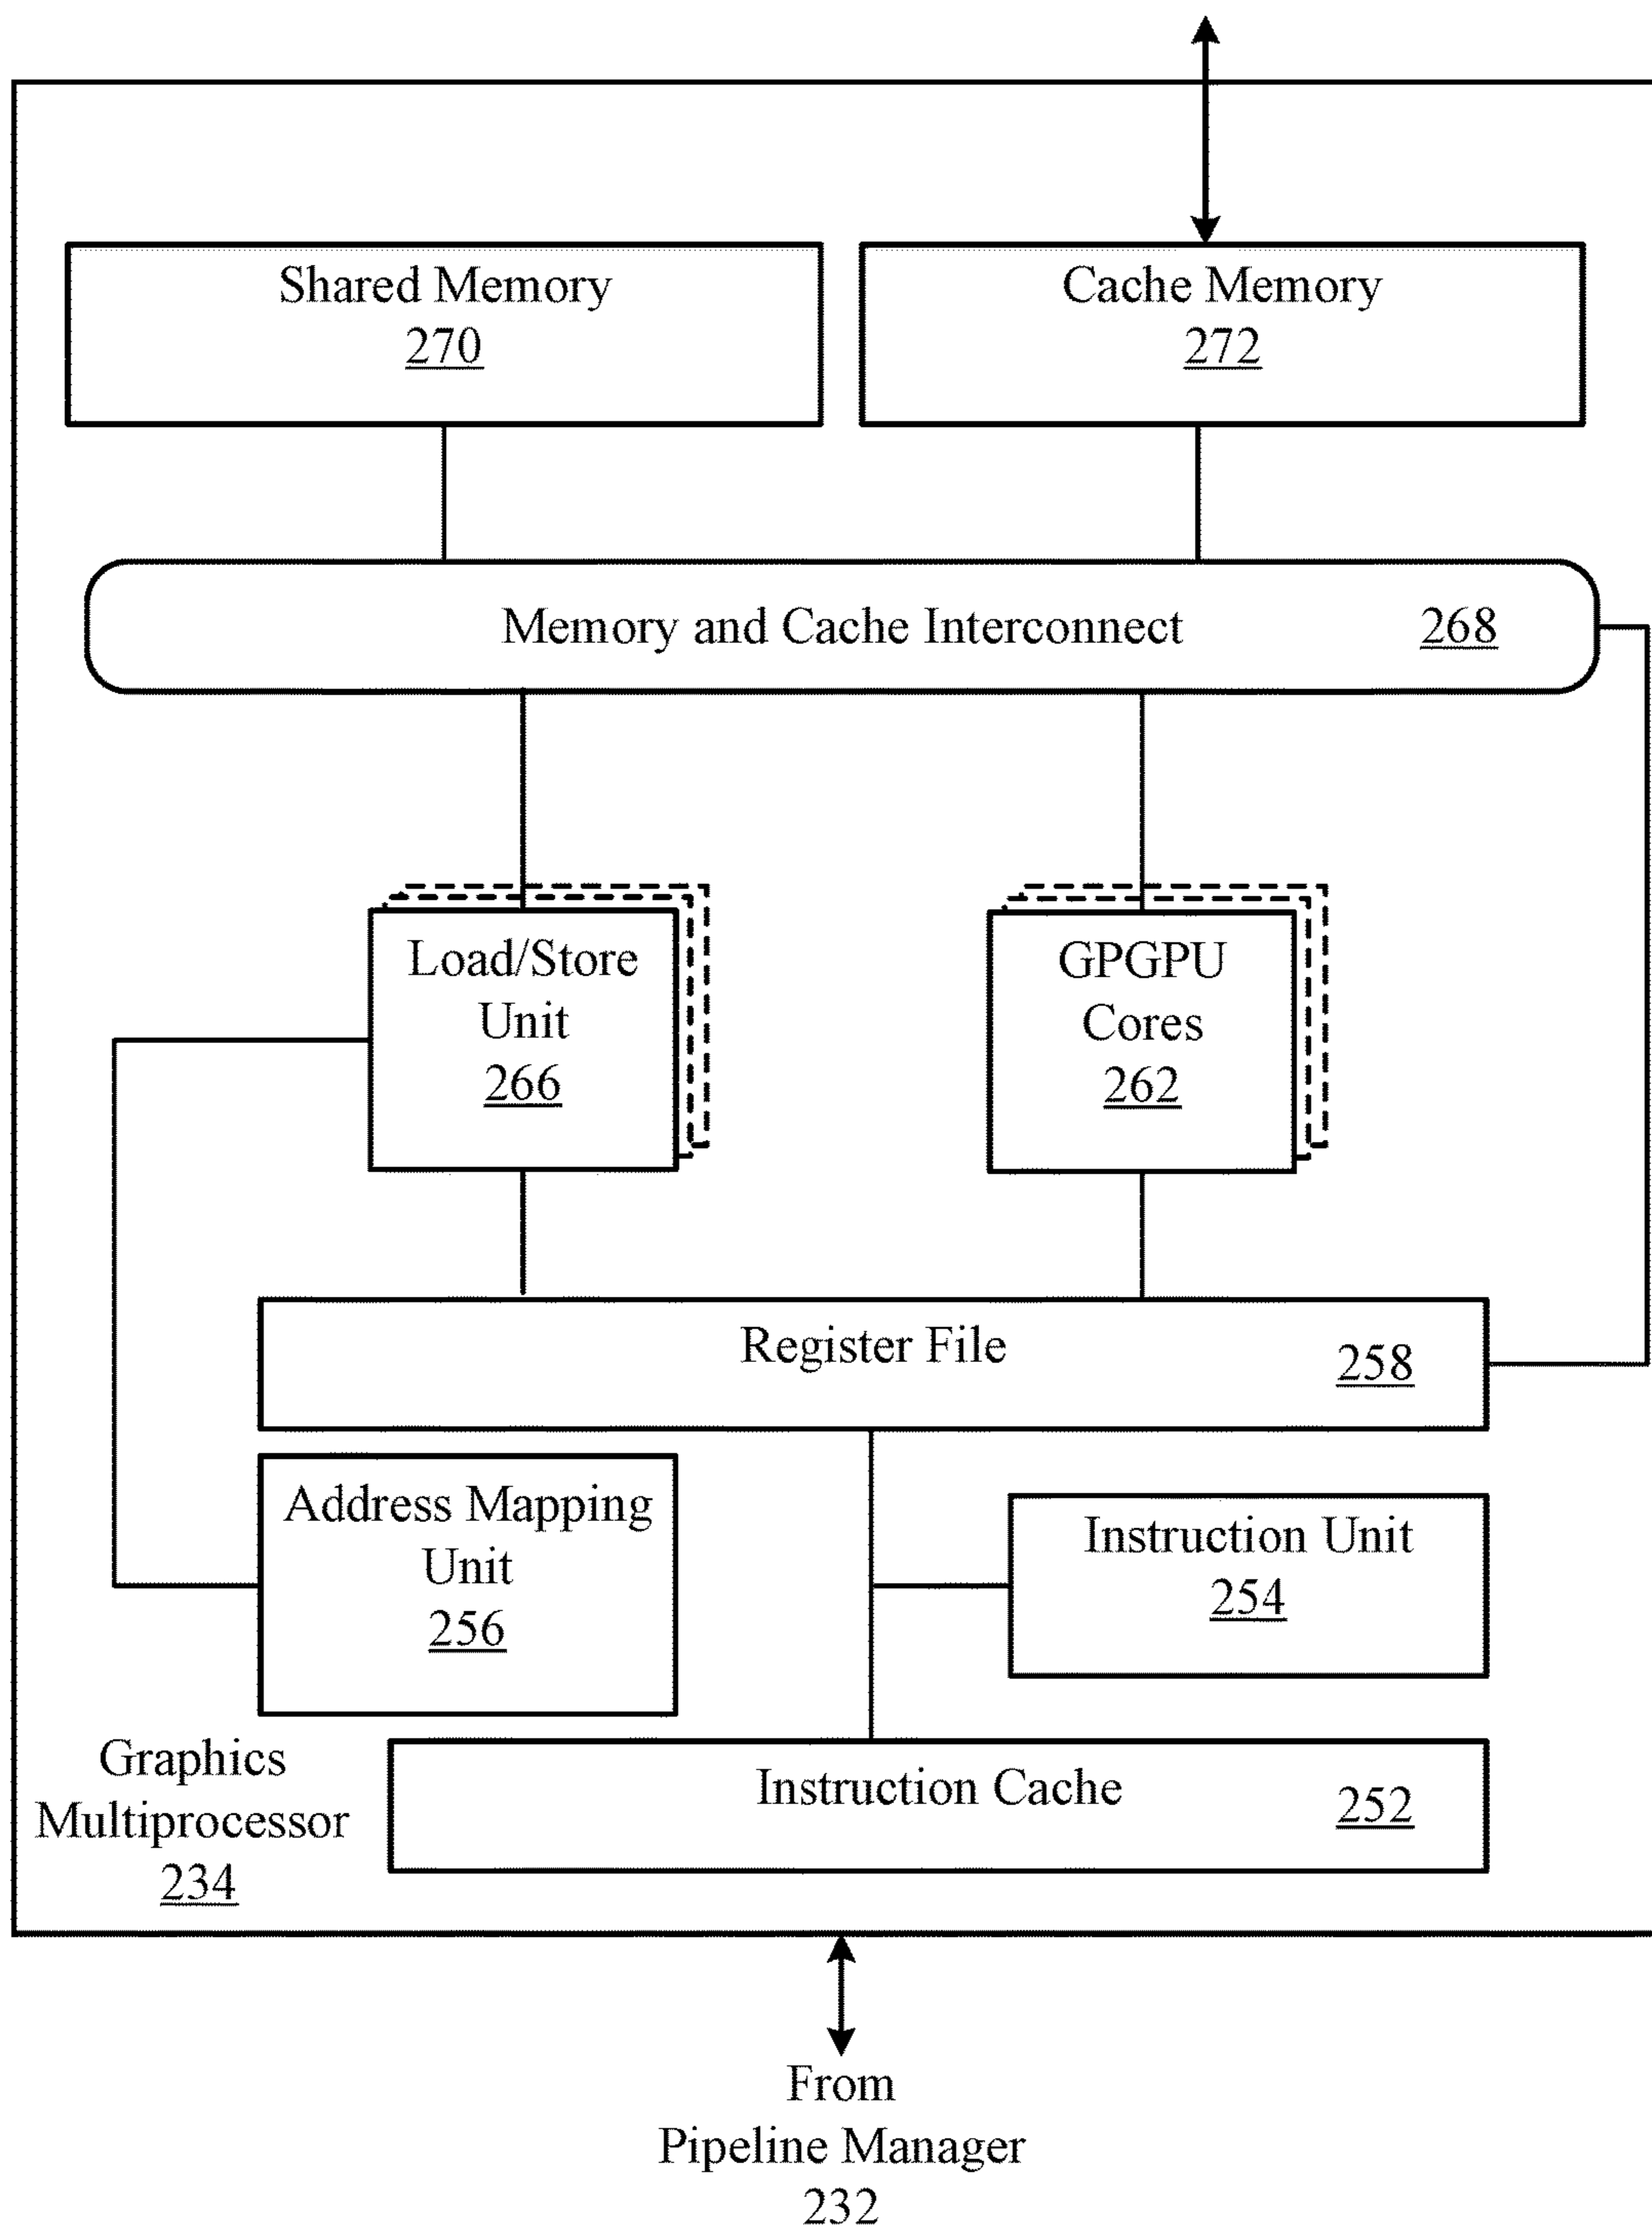 Shared Memory
270
Cache Memory
272
Memory and Cache Interconnect 268
Load/Store
Unit
266
GPGPU
Cores
262
Register File 258
Address Mapping
Unit
256
Instruction Unit
254
Graphics
Multiprocessor
234
Instruction Cache 252
From
Pipeline Manager
232